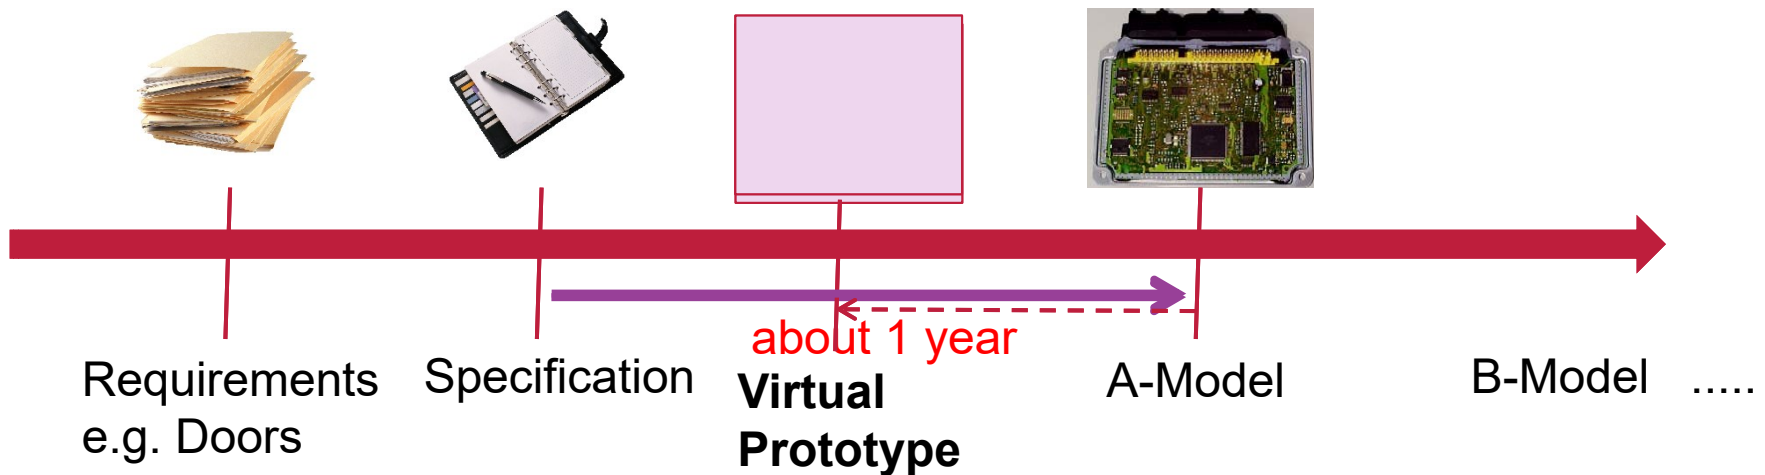 about 1 year
Requirements
e.g. Doors
Specification
Virtual
Prototype
A-Model
B-Model .....